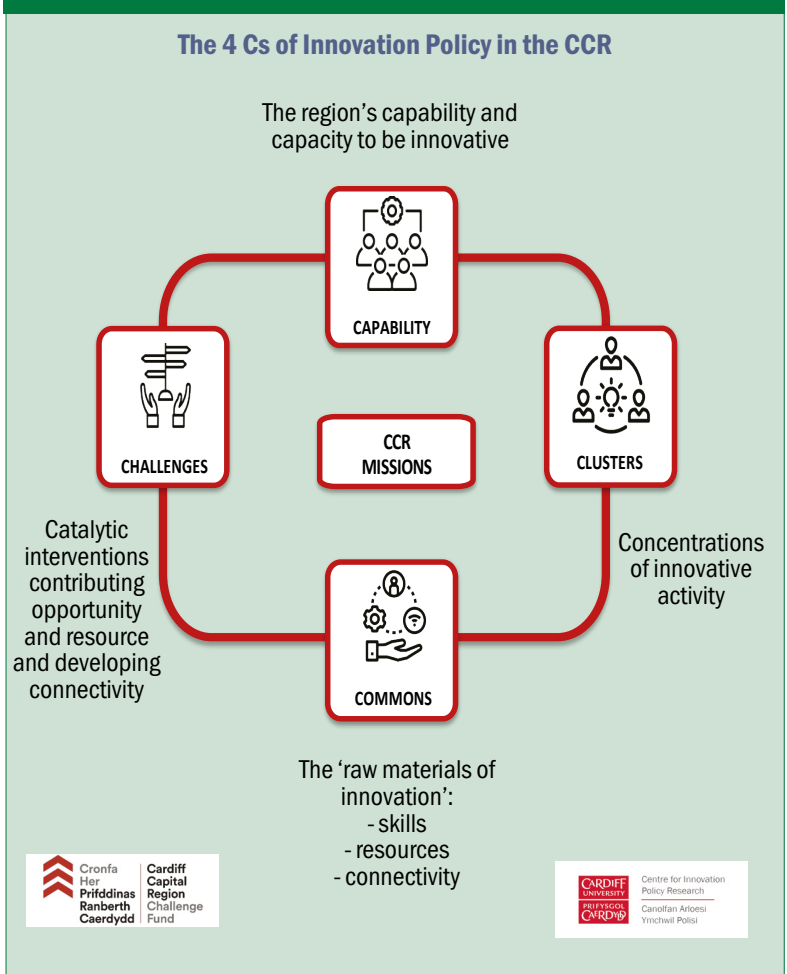 The 4 Cs of Innovation Policy in the CCR
The region's capability and
capacity to be innovative
CAPABILITY
CHALLENGES
CCR
MISSIONS
CLUSTERS
Catalytic
interventions
contributing
opportunity
and resource
and developing
connectivity
Concentrations
of innovative
activity
COMMONS
The ‘raw materials of
innovation’:
- skills
- resources
- connectivity
Cronfa
Her
Prifddinas
Ranbarth
Caerdydd
Cardiff
Capital
Region
Challenge
Fund
CARDIFF
UNIVERSITY
PRIFYSGOL
CAERDYDD
Centre for Innovation
Policy Research
Canolfan Arloesi
Ymchwil Polisi